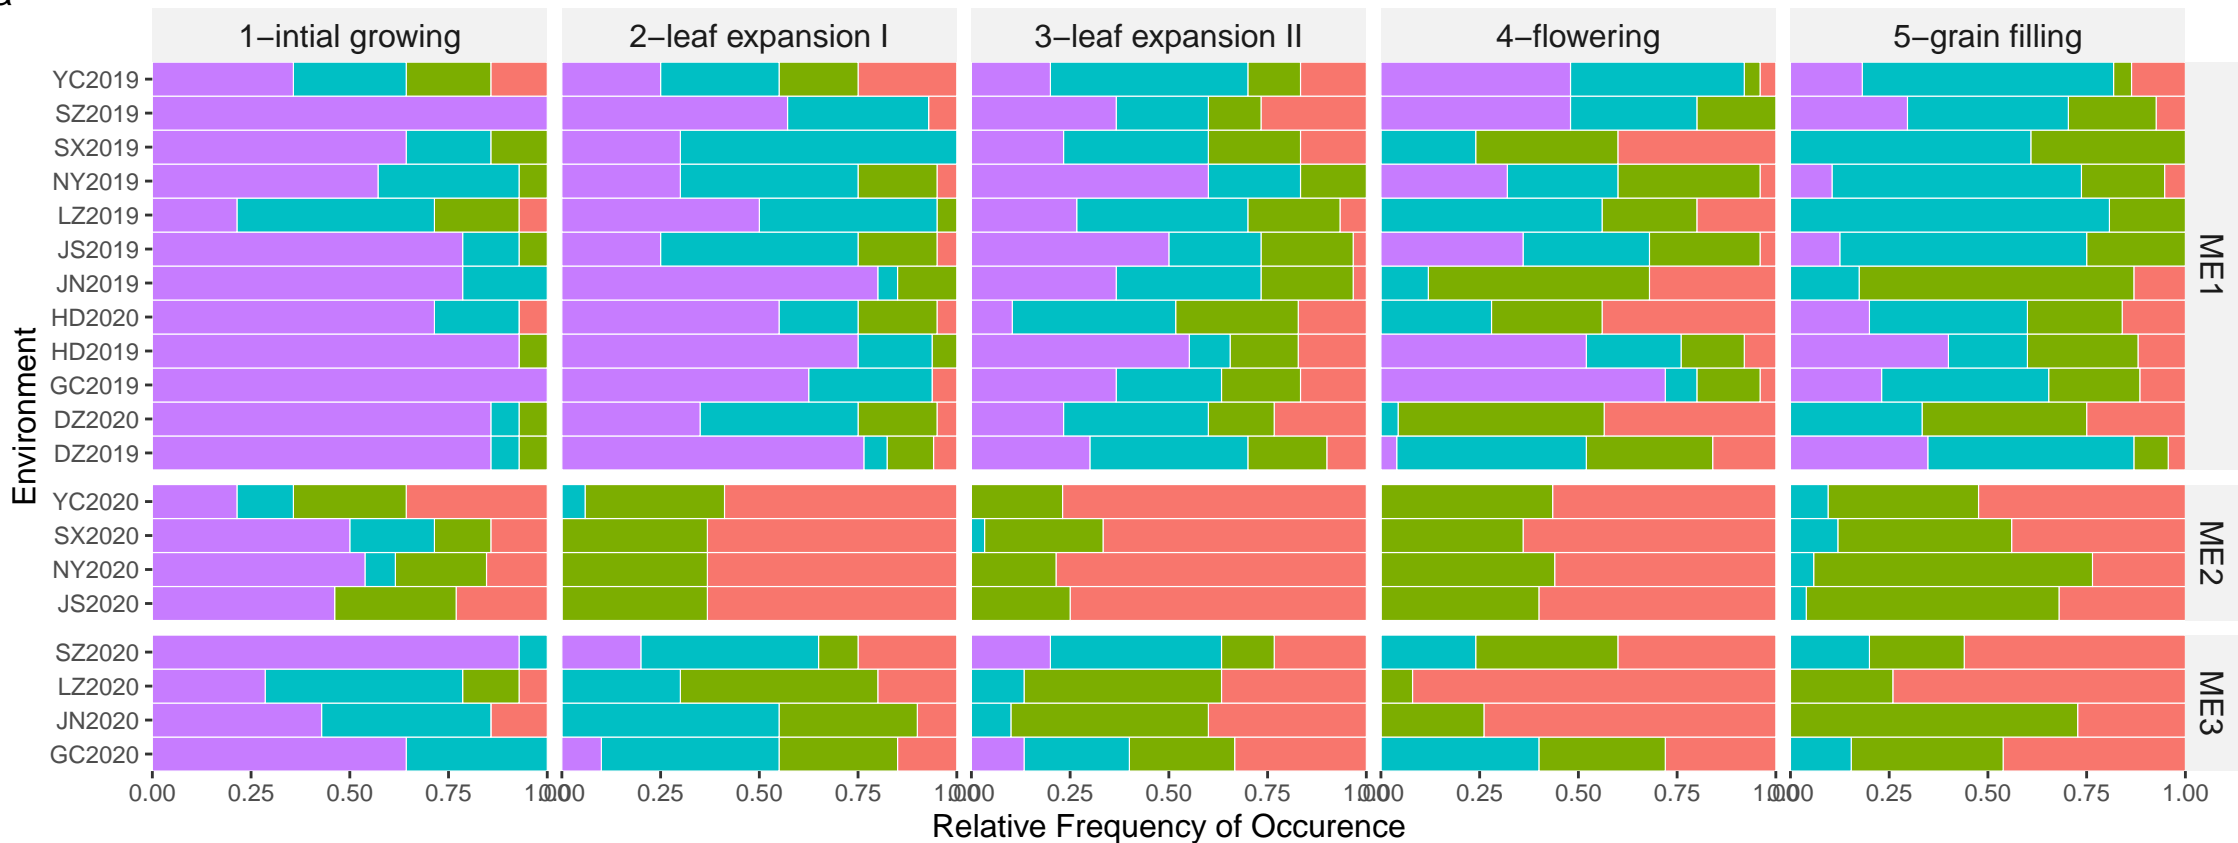 a
1−intial growing
2−leaf expansion I
3−leaf expansion II
4−flowering
5−grain filling
YC2019
SZ2019
SX2019
NY2019
LZ2019
JS2019
JN2019
HD2020
HD2019
GC2019
DZ2020
DZ2019
ME1
YC2020
SX2020
NY2020
JS2020
ME2
SZ2020
LZ2020
JN2020
GC2020
ME3
Environment
0.00 0.25 0.50 0.75 1.00 0.00 0.25 0.50 0.75 1.00 0.00 0.25 0.50 0.75 1.00 0.00 0.25 0.50 0.75 1.00 0.00 0.25 0.50 0.75 1.00
Relative Frequency of Occurence